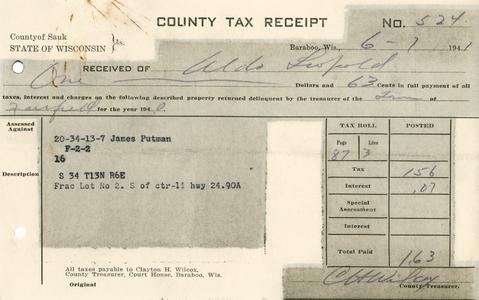 COUNTY TAX RECEIPT
No. 524
County of Sauk
STATE OF WISCONSIN } ss.
Baraboo, Wis., 6-7 1941
RECEIVED OF Aldo Leopold
One Dollars and 63 Cents in full payment of all
taxes, interest and charges on the following described property returned delinquent by the treasurer of the Town of
Fairfield for the year 1940.
Assessed Against
20-34-13-7 James Putman
F-2-2
16
Description
S 34 T13N R6E
Frac Lot No 2. S of ctr-li hwy 24.90A
TAX ROLL POSTED
Page Line
87 3
Tax 1.56
Interest .07
Special Assessment
Interest
Total Paid 1.63
All taxes payable to Clayton H. Wilcox,
County Treasurer, Court House, Baraboo, Wis.
Original
C H Wilcox
County Treasurer.